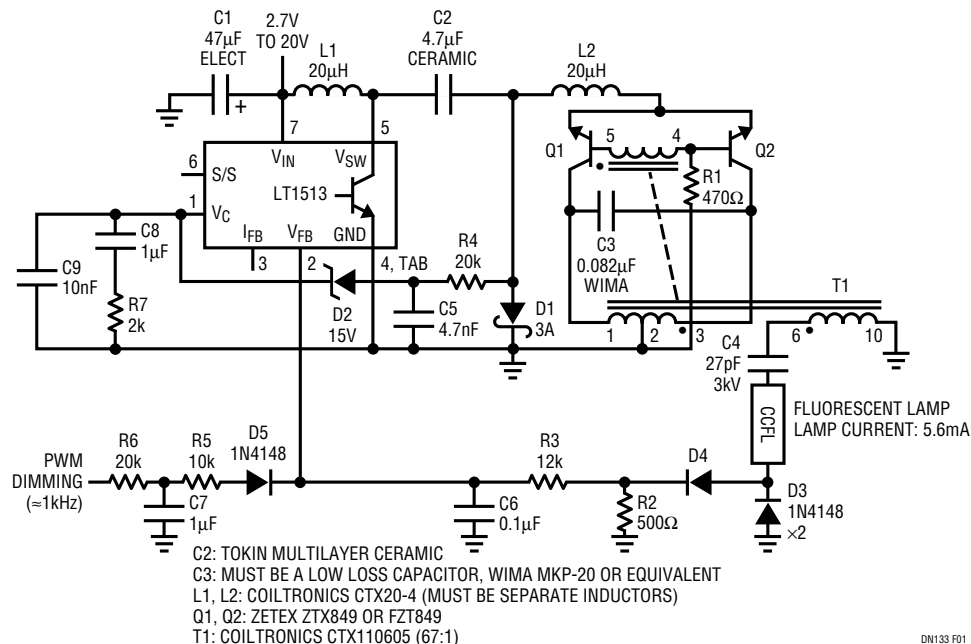 C1
47µF
ELECT
+
2.7V
TO 20V
L1
20µH
C2
4.7µF
CERAMIC
L2
20µH
7
5
VIN
VSW
6
S/S
LT1513
1
VC
IFB
VFB
GND
3
2
4, TAB
Q1
5
4
Q2
R1
470Ω
C3
0.082µF
WIMA
C8
1µF
C9
10nF
R7
2k
D2
15V
R4
20k
C5
4.7nF
D1
3A
T1
1
2
3
6
10
C4
27pF
3kV
CCFL
FLUORESCENT LAMP
LAMP CURRENT: 5.6mA
PWM
DIMMING
(≈1kHz)
R6
20k
R5
10k
D5
1N4148
C7
1µF
C6
0.1µF
R3
12k
R2
500Ω
D4
D3
1N4148
×2
C2: TOKIN MULTILAYER CERAMIC
C3: MUST BE A LOW LOSS CAPACITOR, WIMA MKP-20 OR EQUIVALENT
L1, L2: COILTRONICS CTX20-4 (MUST BE SEPARATE INDUCTORS)
Q1, Q2: ZETEX ZTX849 OR FZT849
T1: COILTRONICS CTX110605 (67:1)
DN133 F01